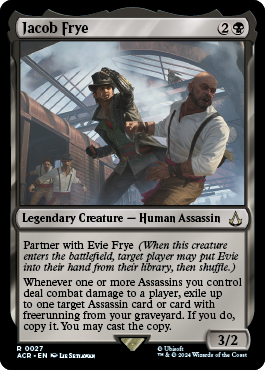 Jacob Frye 2
Legendary Creature — Human Assassin
Partner with Evie Frye (When this creature
enters the battlefield, target player may put Evie
into their hand from their library, then shuffle.)
Whenever one or more Assassins you control
deal combat damage to a player, exile up
to one target Assassin card or card with
freerunning from your graveyard. If you do,
copy it. You may cast the copy.
3/2
R 0027
ACR • EN Lie Setiawan
© Ubisoft
™ & © 2024 Wizards of the Coast